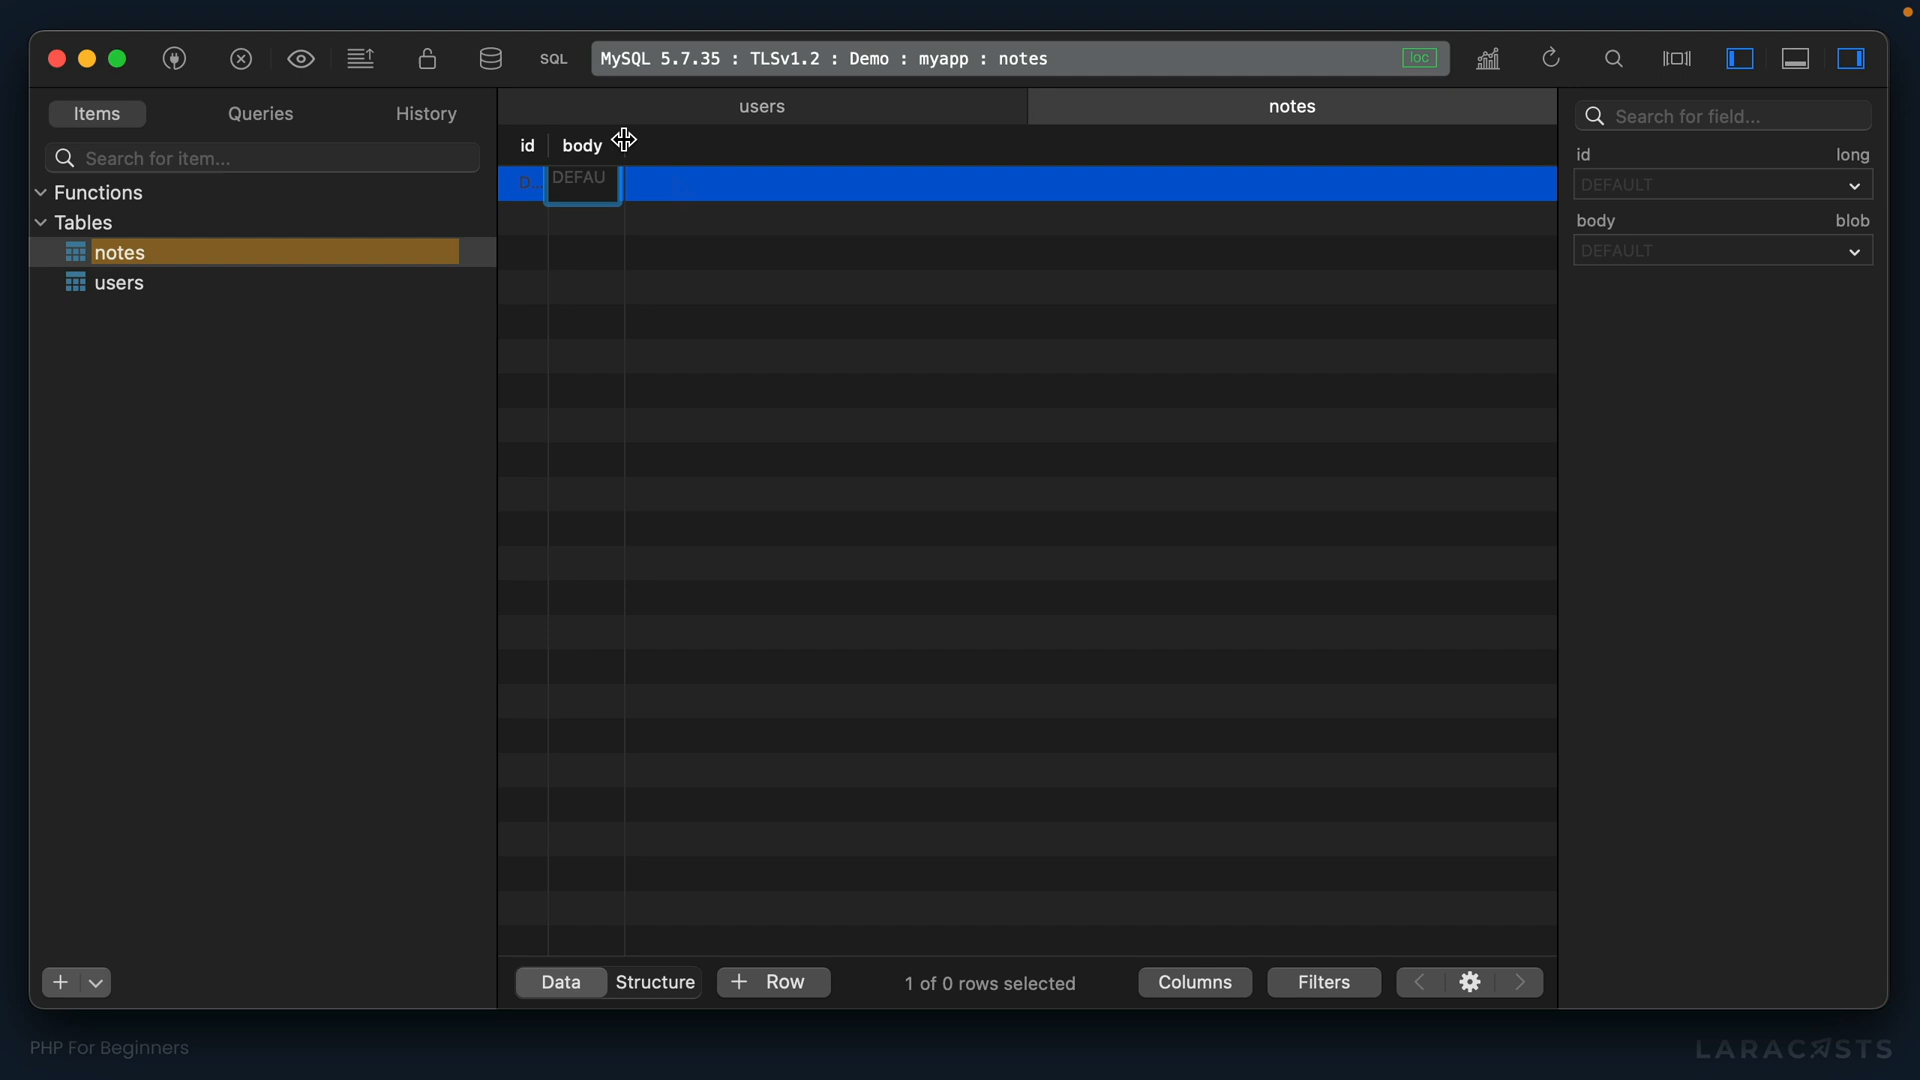 SQL
MySQL 5.7.35 : TLSv1.2 : Demo : myapp : notes
loc
Items
Queries
History
Search for item...
Functions
Tables
notes
users
users
notes
id
body
D...
DEFAU
Search for field...
id
long
DEFAULT
body
blob
DEFAULT
Data
Structure
Row
1 of 0 rows selected
Columns
Filters
PHP For Beginners
LARACASTS